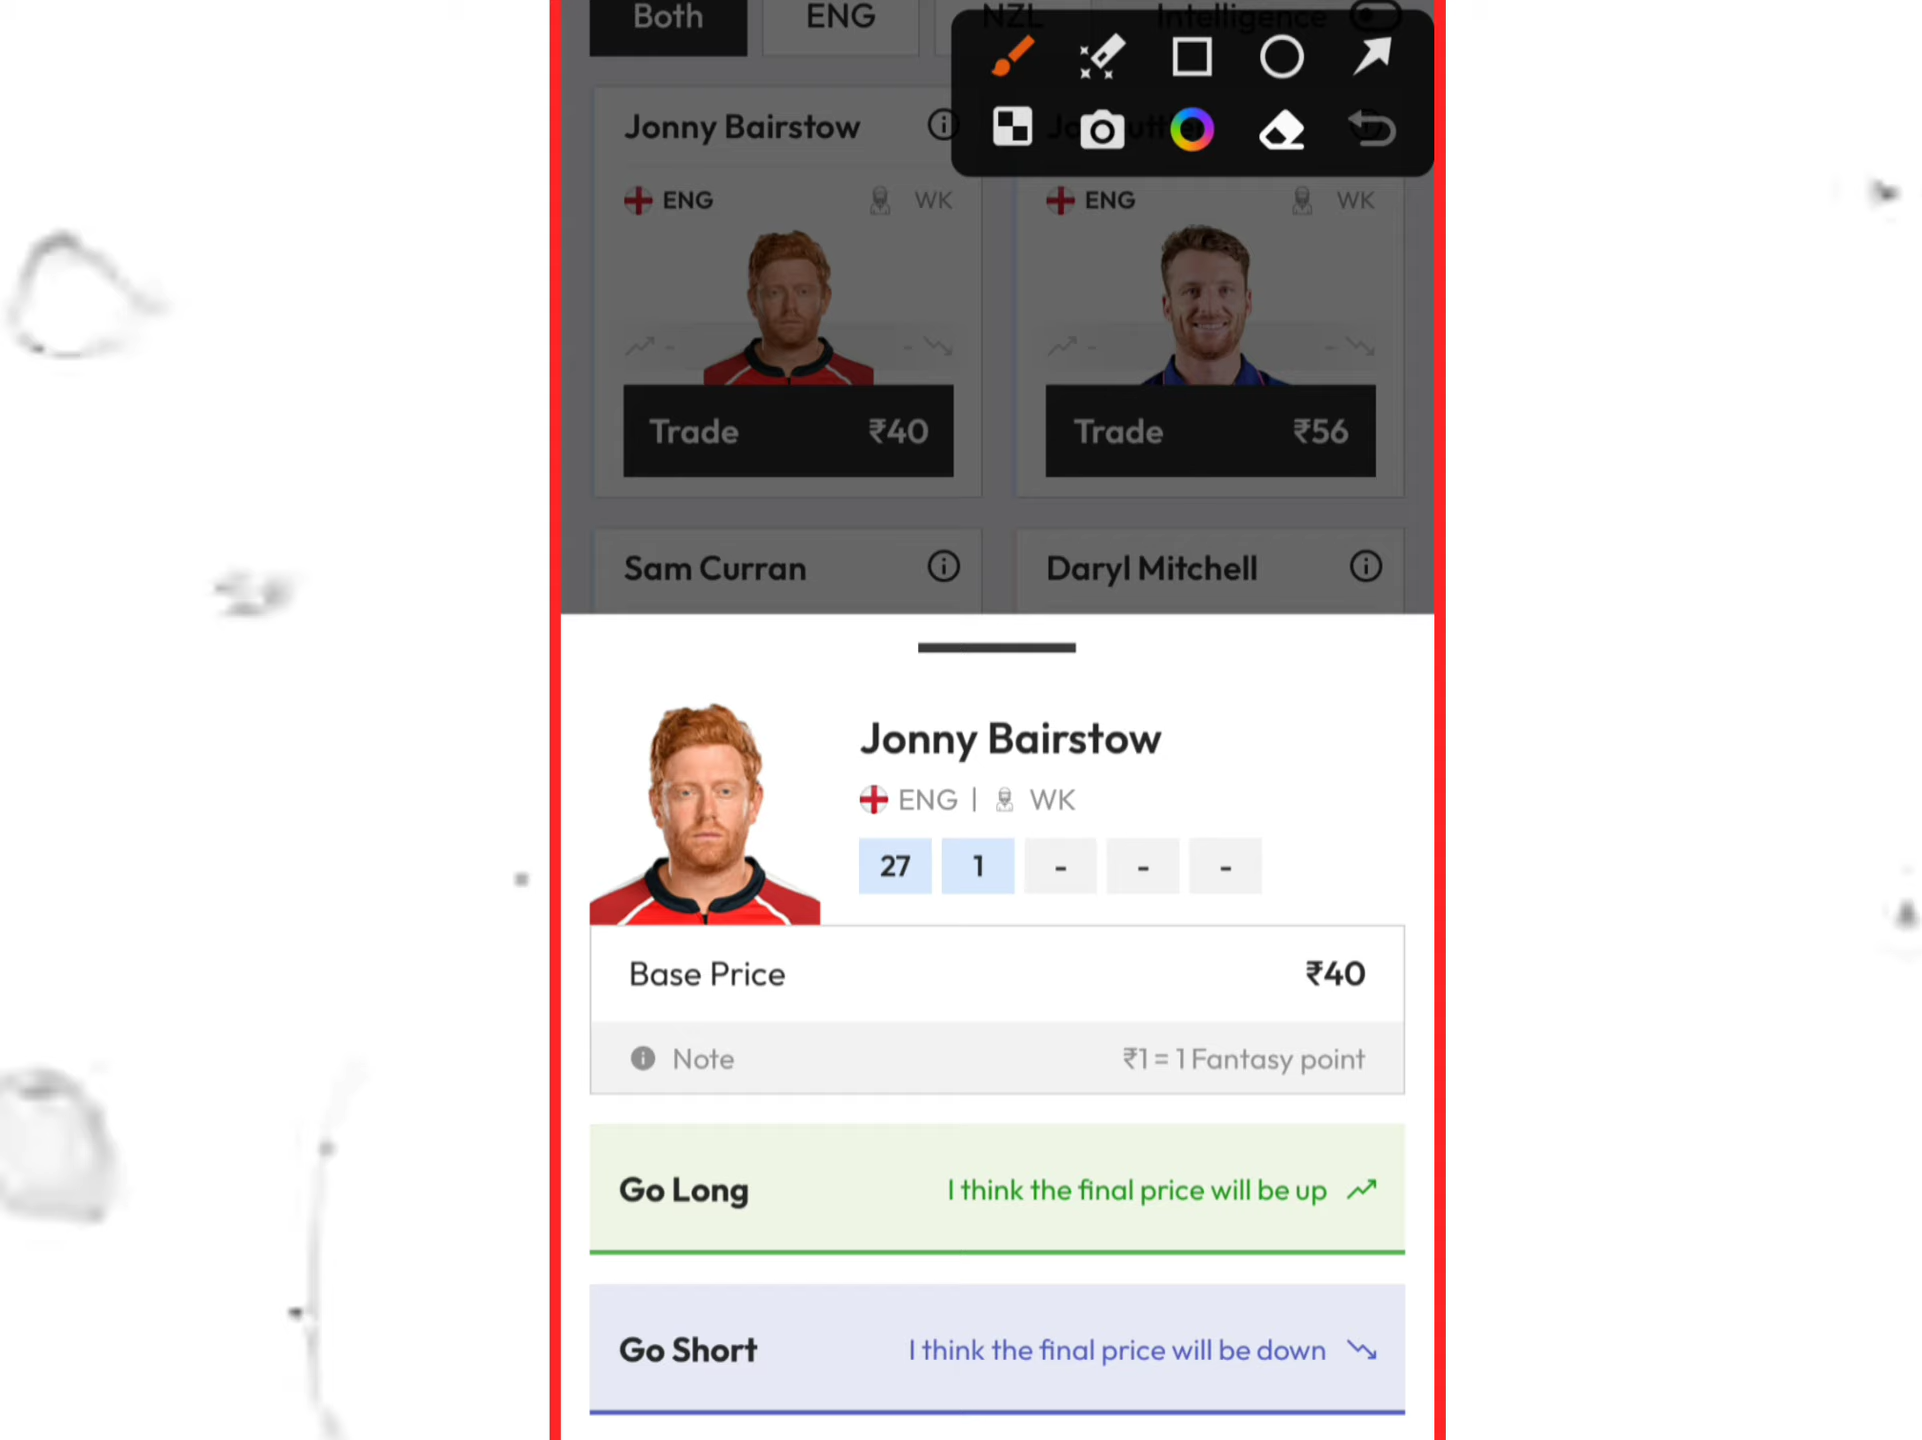 Both ENG NZL Intelligence
Jonny Bairstow
ENG WK
ENG WK
- -
- -
Trade ₹40
Trade ₹56
Sam Curran
Daryl Mitchell
Jonny Bairstow
ENG | WK
27 1 - - -
Base Price ₹40
Note ₹1 = 1 Fantasy point
Go Long I think the final price will be up
Go Short I think the final price will be down